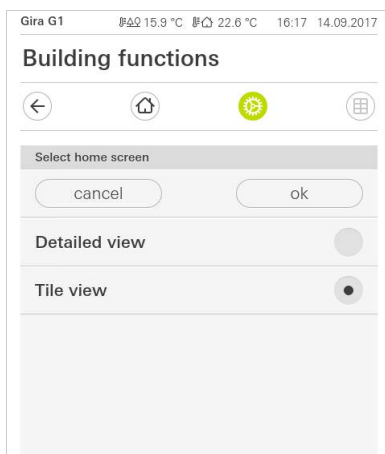 Gira G1 15.9 °C 22.6 °C 16:17 14.09.2017
Building functions
Select home screen
cancel ok
Detailed view
Tile view